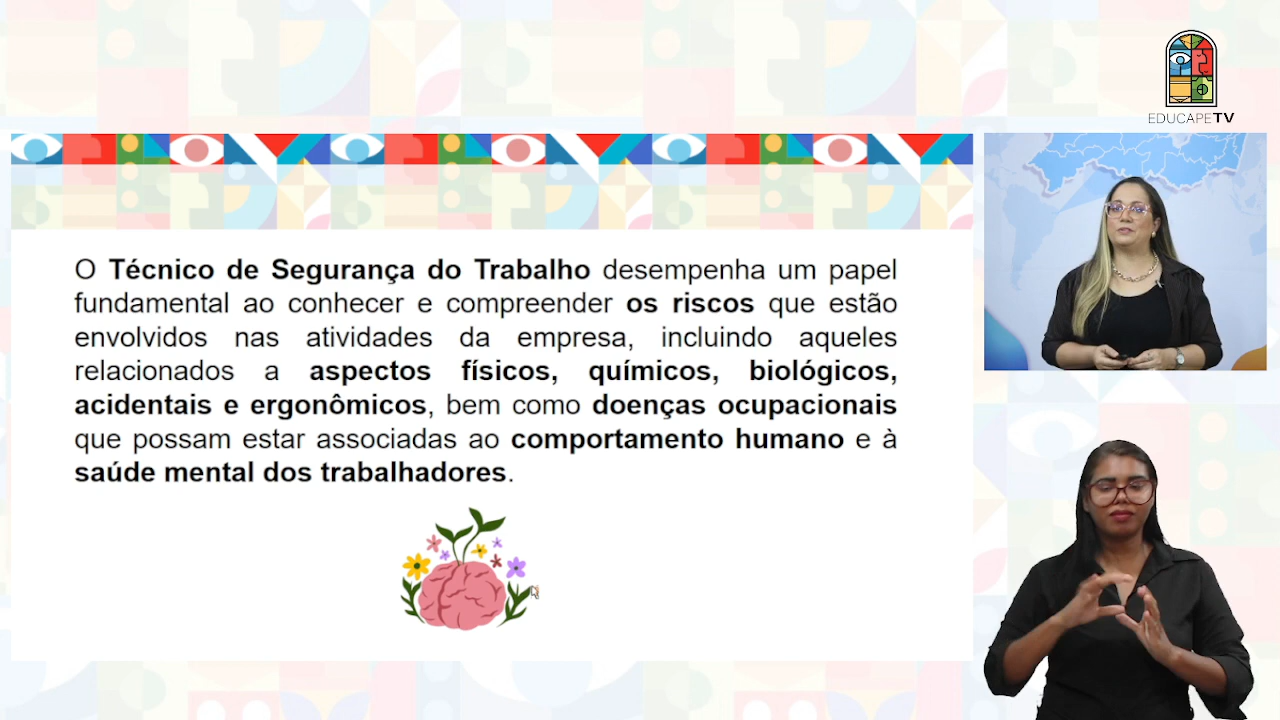 EDUCAPETV
O Técnico de Segurança do Trabalho desempenha um papel
fundamental ao conhecer e compreender os riscos que estão
envolvidos nas atividades da empresa, incluindo aqueles
relacionados a aspectos físicos, químicos, biológicos,
acidentais e ergonômicos, bem como doenças ocupacionais
que possam estar associadas ao comportamento humano e à
saúde mental dos trabalhadores.